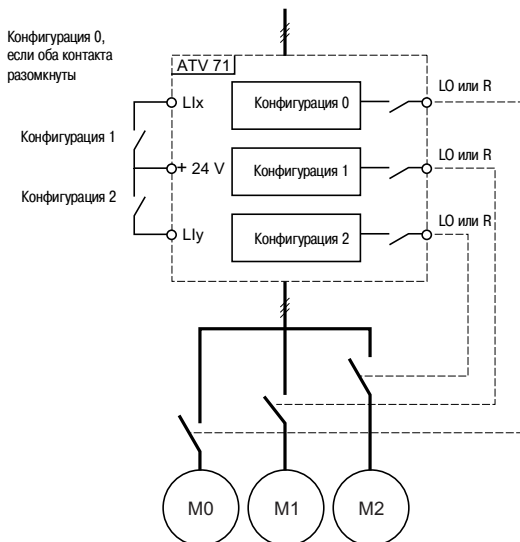 Конфигурация 0,
если оба контакта
разомкнуты
ATV 71
LIx
Конфигурация 0
LO или R
Конфигурация 1
+ 24 V
Конфигурация 1
LO или R
Конфигурация 2
LIy
Конфигурация 2
LO или R
M0
M1
M2